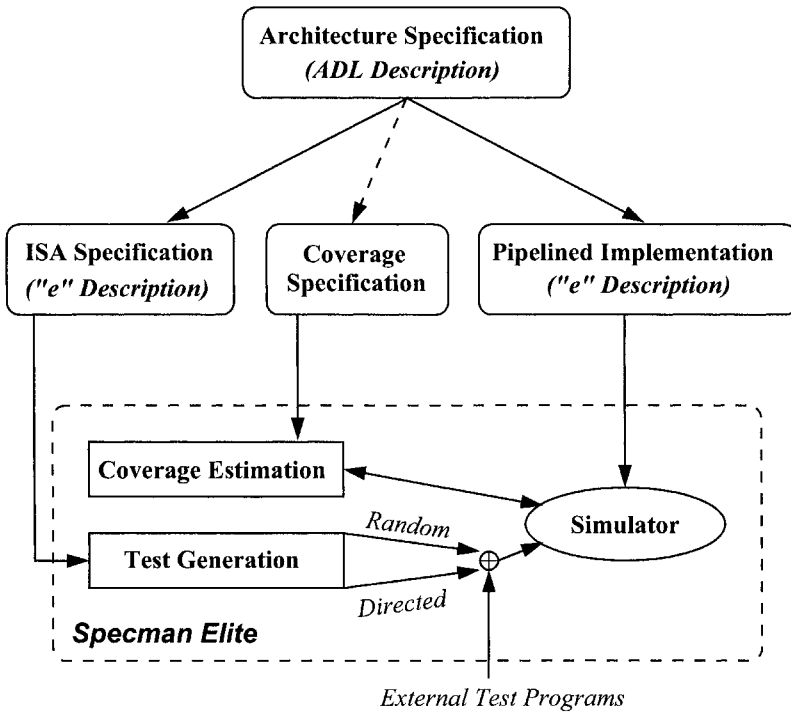 Architecture Specification
(ADL Description)
ISA Specification
("e" Description)
Coverage
Specification
Pipelined Implementation
("e" Description)
Coverage Estimation
Random
Simulator
Test Generation
Directed
Specman Elite
External Test Programs